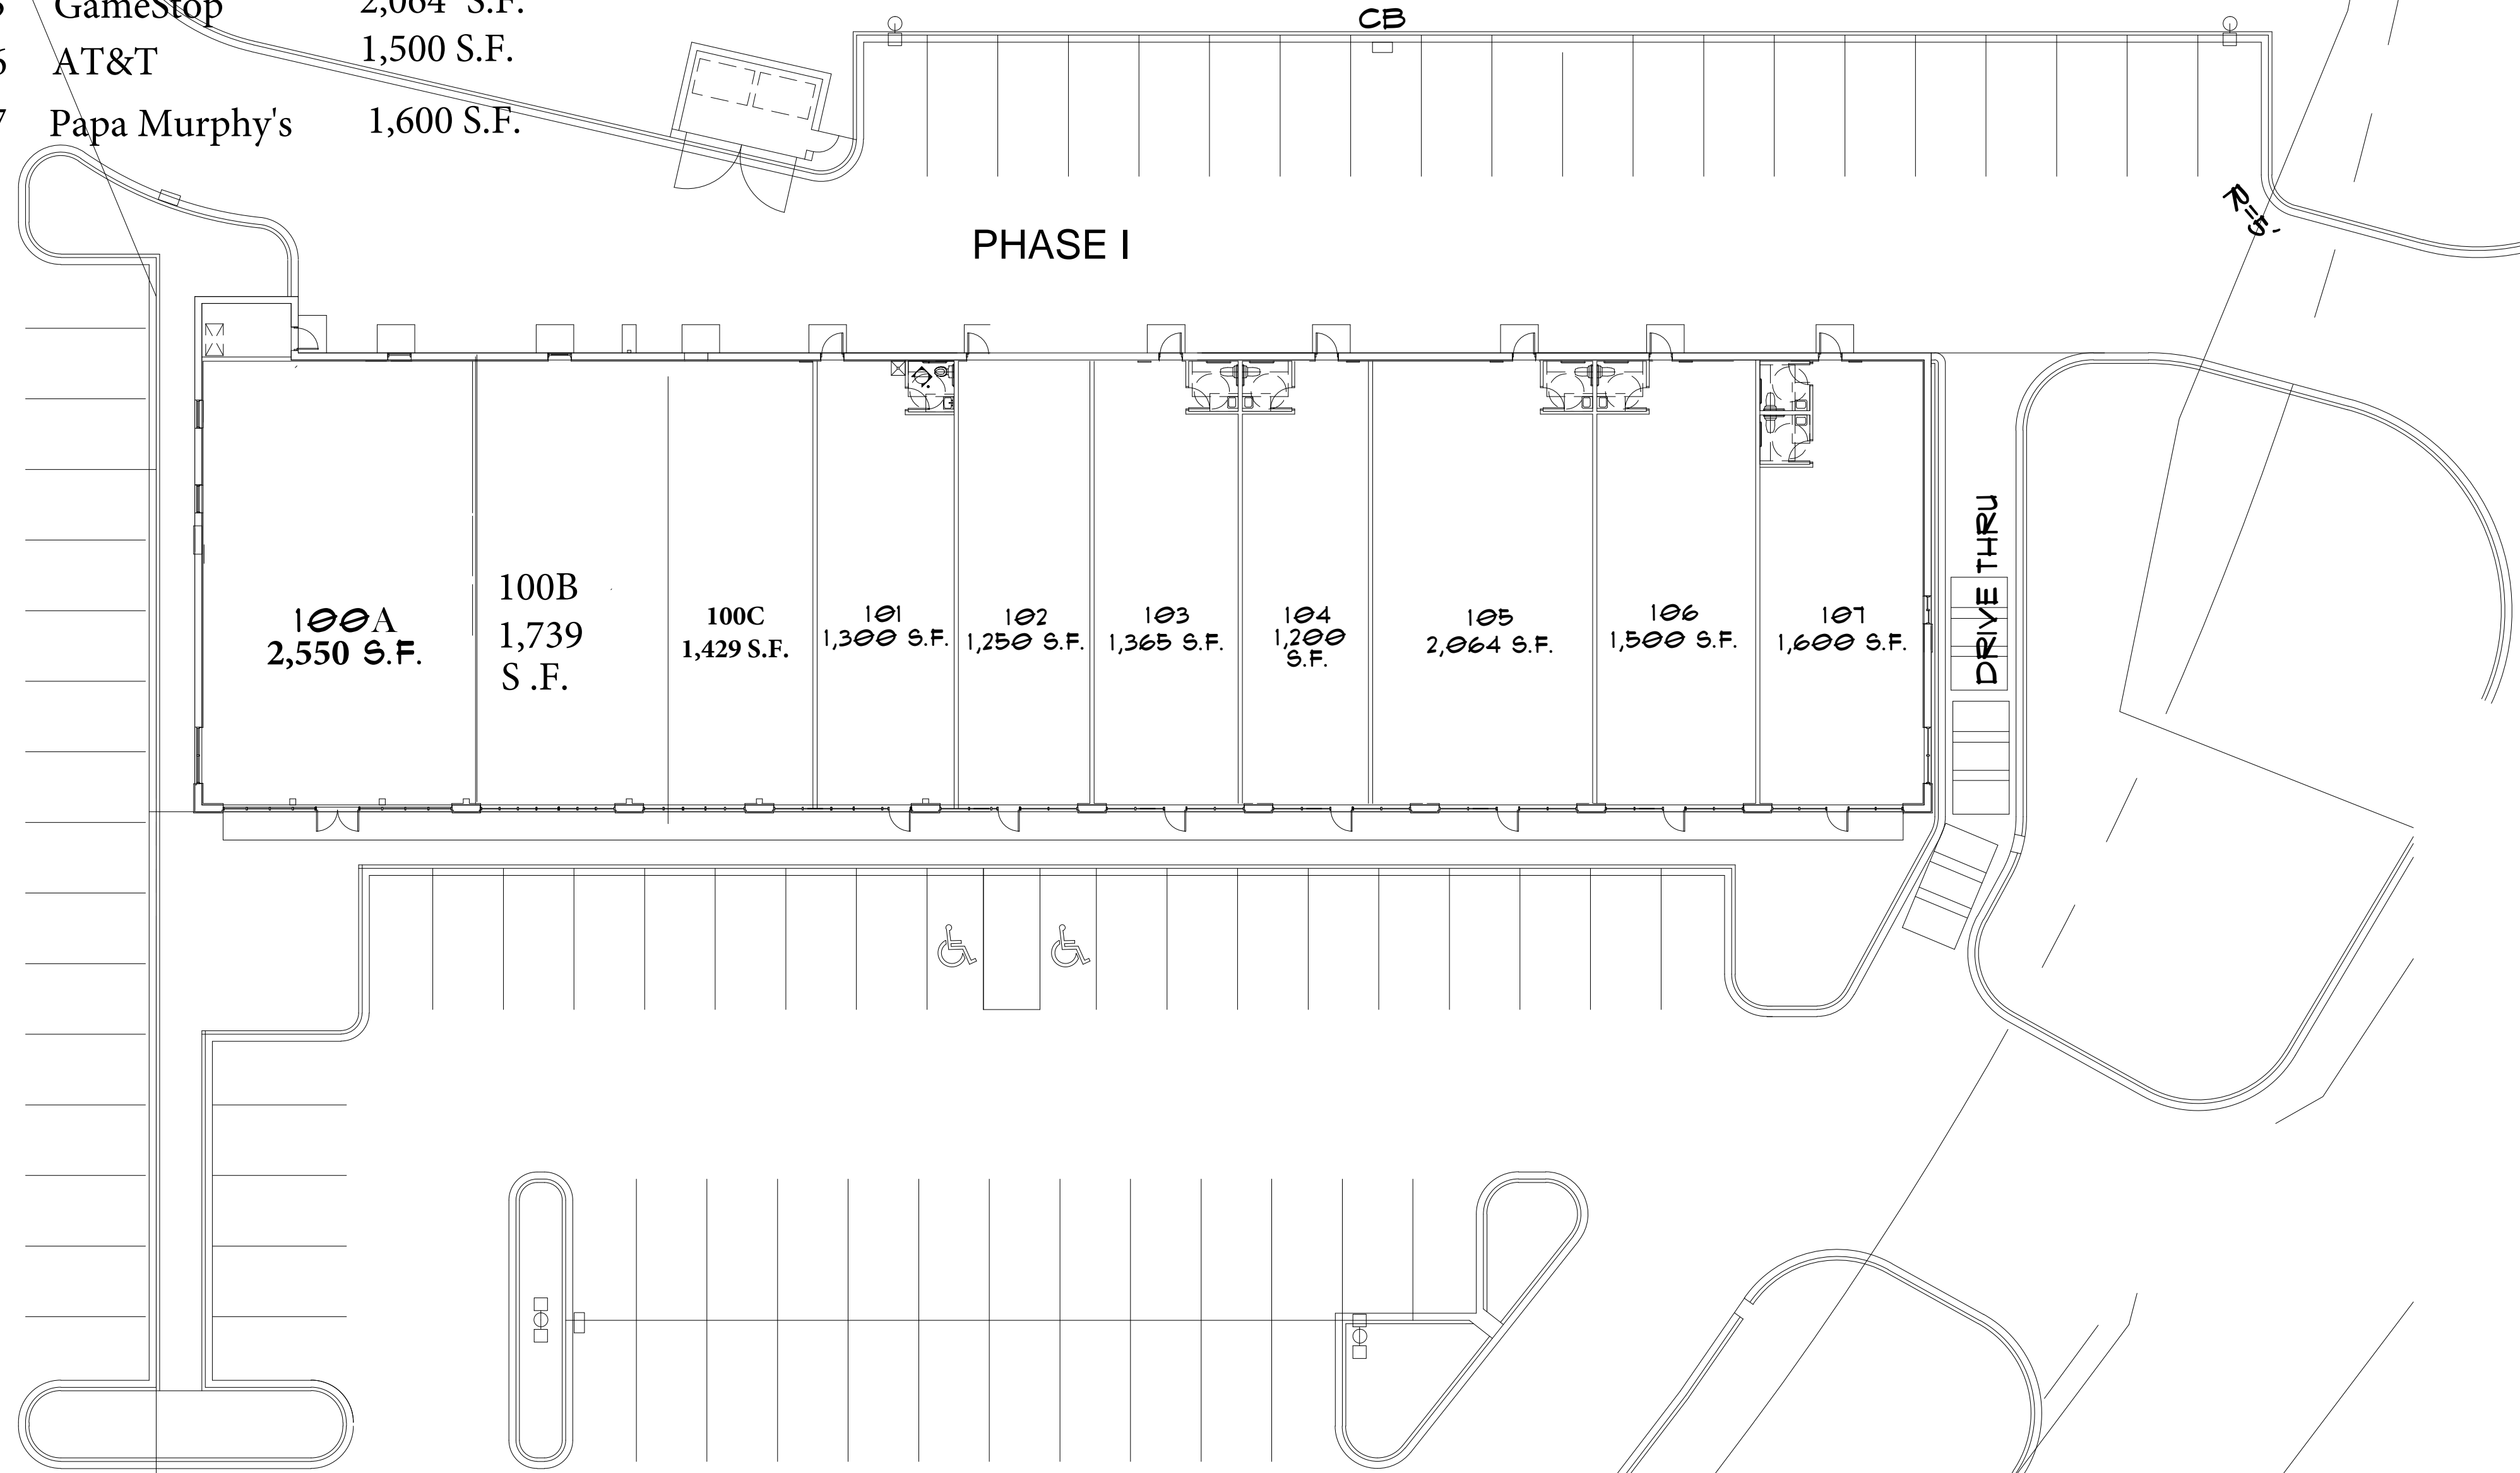 GameStop 2,064 S.F.
6 AT&T 1,500 S.F.
7 Papa Murphy's 1,600 S.F.
CB
PHASE I
R=5'
100A
2,550 S.F.
100B
1,739
S .F.
100C
1,429 S.F.
101
1,300 S.F.
102
1,250 S.F.
103
1,365 S.F.
104
1,200
S.F.
105
2,064 S.F.
106
1,500 S.F.
107
1,600 S.F.
DRIVE THRU